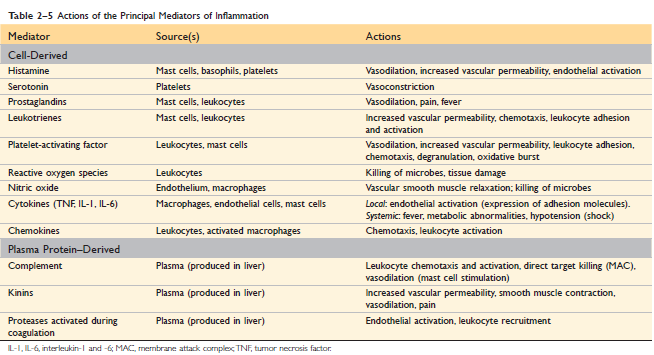 Table 2–5 Actions of the Principal Mediators of Inflammation
Mediator Source(s) Actions
Cell-Derived
Histamine Mast cells, basophils, platelets Vasodilation, increased vascular permeability, endothelial activation
Serotonin Platelets Vasoconstriction
Prostaglandins Mast cells, leukocytes Vasodilation, pain, fever
Leukotrienes Mast cells, leukocytes Increased vascular permeability, chemotaxis, leukocyte adhesion
and activation
Platelet-activating factor Leukocytes, mast cells Vasodilation, increased vascular permeability, leukocyte adhesion,
chemotaxis, degranulation, oxidative burst
Reactive oxygen species Leukocytes Killing of microbes, tissue damage
Nitric oxide Endothelium, macrophages Vascular smooth muscle relaxation; killing of microbes
Cytokines (TNF, IL-1, IL-6) Macrophages, endothelial cells, mast cells Local: endothelial activation (expression of adhesion molecules).
Systemic: fever, metabolic abnormalities, hypotension (shock)
Chemokines Leukocytes, activated macrophages Chemotaxis, leukocyte activation
Plasma Protein–Derived
Complement Plasma (produced in liver) Leukocyte chemotaxis and activation, direct target killing (MAC),
vasodilation (mast cell stimulation)
Kinins Plasma (produced in liver) Increased vascular permeability, smooth muscle contraction,
vasodilation, pain
Proteases activated during Plasma (produced in liver) Endothelial activation, leukocyte recruitment
coagulation
IL-1, IL-6, interleukin-1 and -6; MAC, membrane attack complex; TNF, tumor necrosis factor.